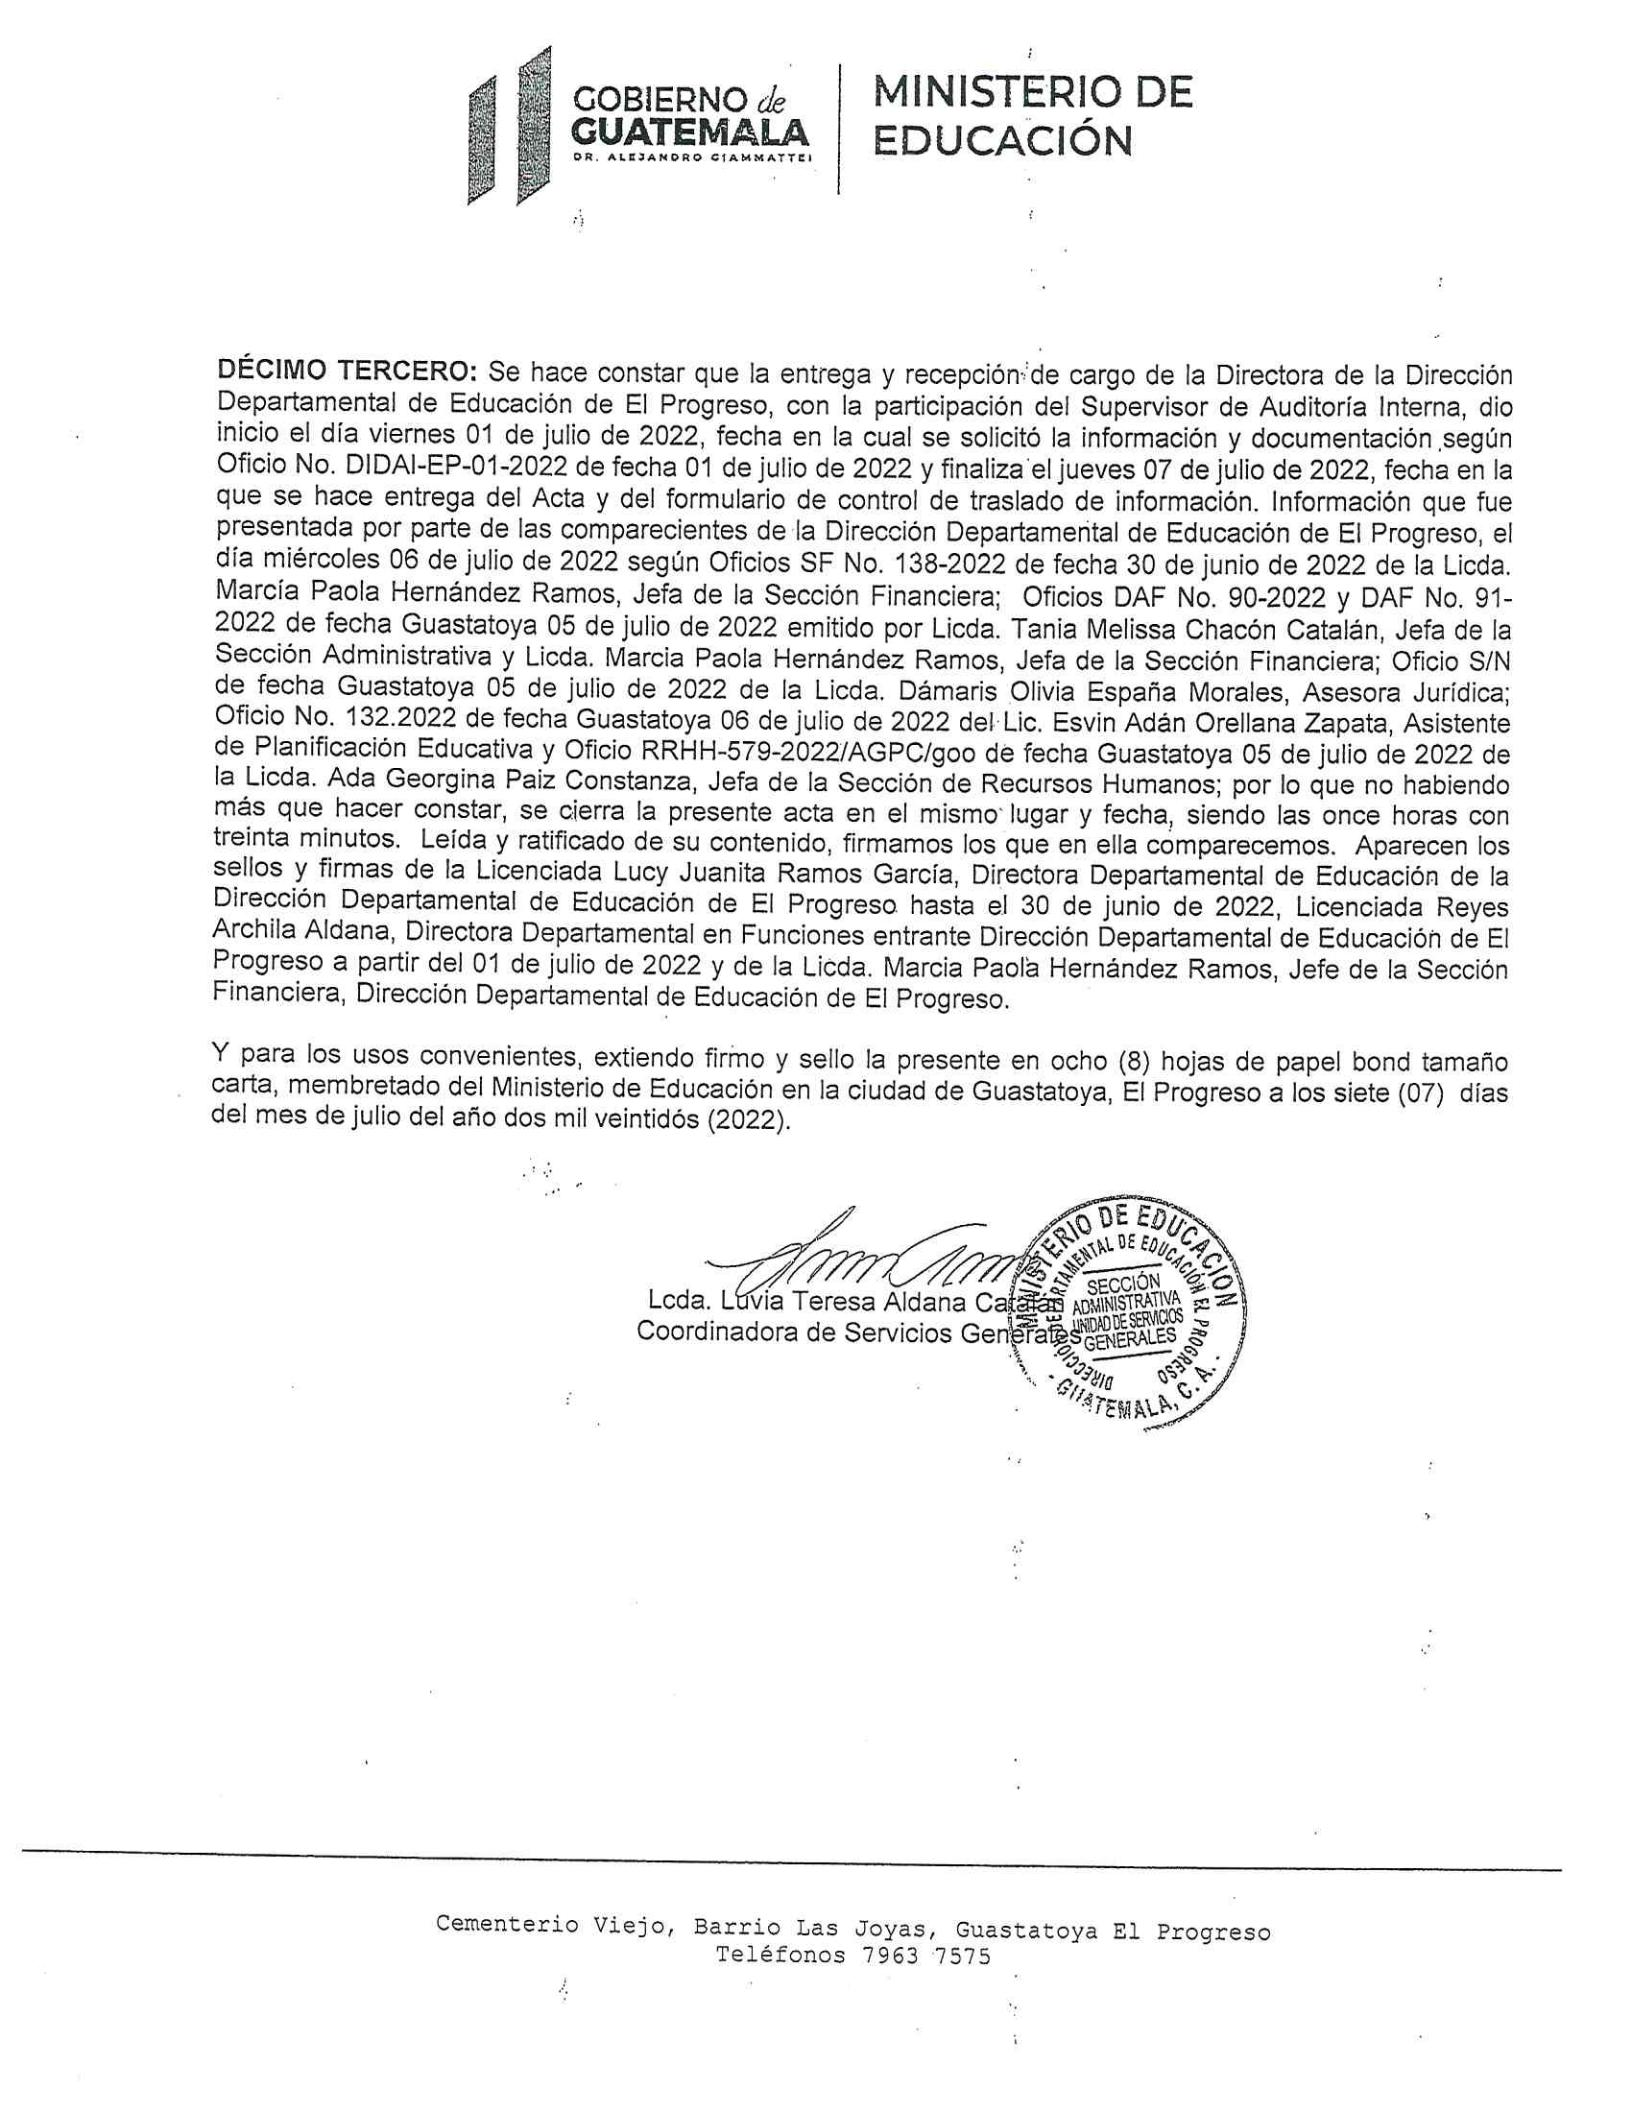 GOBIERNO de
GUATEMALA
DR. ALEJANDRO GIAMMATTEI
MINISTERIO DE
EDUCACIÓN
DÉCIMO TERCERO: Se hace constar que la entrega y recepción de cargo de la Directora de la Dirección
Departamental de Educación de El Progreso, con la participación del Supervisor de Auditoría Interna, dio
inicio el día viernes 01 de julio de 2022, fecha en la cual se solicitó la información y documentación según
Oficio No. DIDAI-EP-01-2022 de fecha 01 de julio de 2022 y finaliza el jueves 07 de julio de 2022, fecha en la
que se hace entrega del Acta y del formulario de control de traslado de información. Información que fue
presentada por parte de las comparecientes de la Dirección Departamental de Educación de El Progreso, el
día miércoles 06 de julio de 2022 según Oficios SF No. 138-2022 de fecha 30 de junio de 2022 de la Licda.
Marcía Paola Hernández Ramos, Jefa de la Sección Financiera; Oficios DAF No. 90-2022 y DAF No. 91-
2022 de fecha Guastatoya 05 de julio de 2022 emitido por Licda. Tania Melissa Chacón Catalán, Jefa de la
Sección Administrativa y Licda. Marcia Paola Hernández Ramos, Jefa de la Sección Financiera; Oficio S/N
de fecha Guastatoya 05 de julio de 2022 de la Licda. Dámaris Olivia España Morales, Asesora Jurídica;
Oficio No. 132.2022 de fecha Guastatoya 06 de julio de 2022 del Lic. Esvin Adán Orellana Zapata, Asistente
de Planificación Educativa y Oficio RRHH-579-2022/AGPC/goo de fecha Guastatoya 05 de julio de 2022 de
la Licda. Ada Georgina Paiz Constanza, Jefa de la Sección de Recursos Humanos; por lo que no habiendo
más que hacer constar, se cierra la presente acta en el mismo lugar y fecha, siendo las once horas con
treinta minutos. Leída y ratificado de su contenido, firmamos los que en ella comparecemos. Aparecen los
sellos y firmas de la Licenciada Lucy Juanita Ramos García, Directora Departamental de Educación de la
Dirección Departamental de Educación de El Progreso hasta el 30 de junio de 2022, Licenciada Reyes
Archila Aldana, Directora Departamental en Funciones entrante Dirección Departamental de Educación de El
Progreso a partir del 01 de julio de 2022 y de la Licda. Marcia Paola Hernández Ramos, Jefe de la Sección
Financiera, Dirección Departamental de Educación de El Progreso.
Y para los usos convenientes, extiendo firmo y sello la presente en ocho (8) hojas de papel bond tamaño
carta, membretado del Ministerio de Educación en la ciudad de Guastatoya, El Progreso a los siete (07) días
del mes de julio del año dos mil veintidós (2022).
Lcda. Luvia Teresa Aldana Catalán
Coordinadora de Servicios Generales
MINISTERIO DE EDUCACION
DIRECCIÓN DEPARTAMENTAL DE EDUCACIÓN EL PROGRESO
SECCIÓN
ADMINISTRATIVA
UNIDAD DE SERVICIOS
GENERALES
- GUATEMALA, C. A. -
Cementerio Viejo, Barrio Las Joyas, Guastatoya El Progreso
Teléfonos 7963 7575